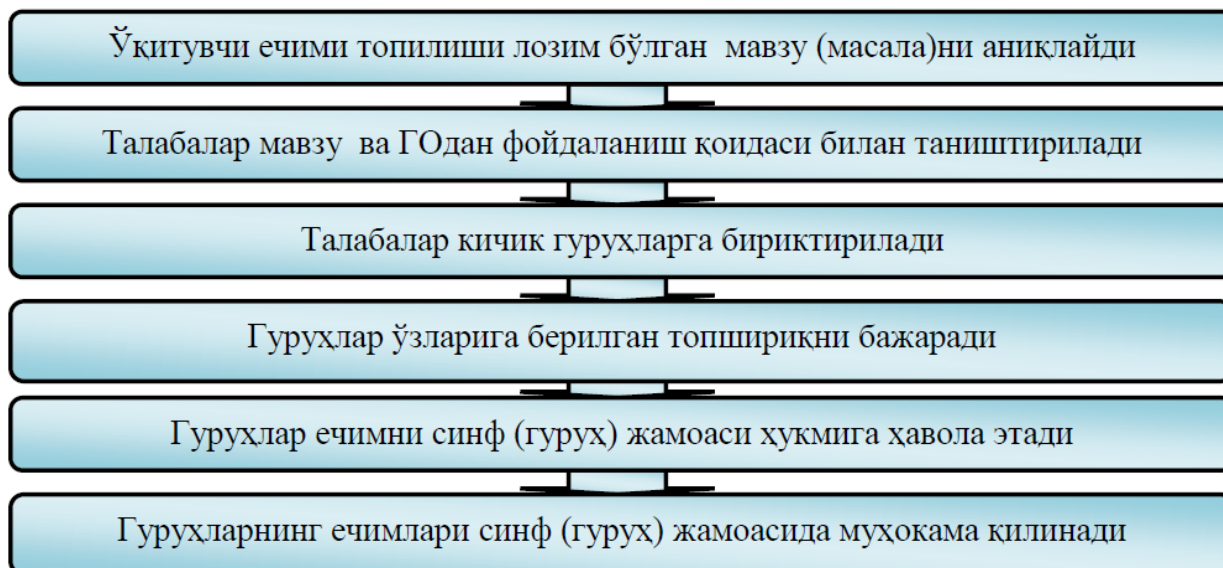 Ўқитувчи ечими топилиши лозим бўлган мавзу (масала)ни аниқлайди
Талабалар мавзу ва ГОдан фойдаланиш қоидаси билан таништирилади
Талабалар кичик гуруҳларга бириктирилади
Гуруҳлар ўзларига берилган топшириқни бажаради
Гуруҳлар ечимни синф (гуруҳ) жамоаси ҳукмига ҳавола этади
Гуруҳларнинг ечимлари синф (гуруҳ) жамоасида муҳокама қилинади